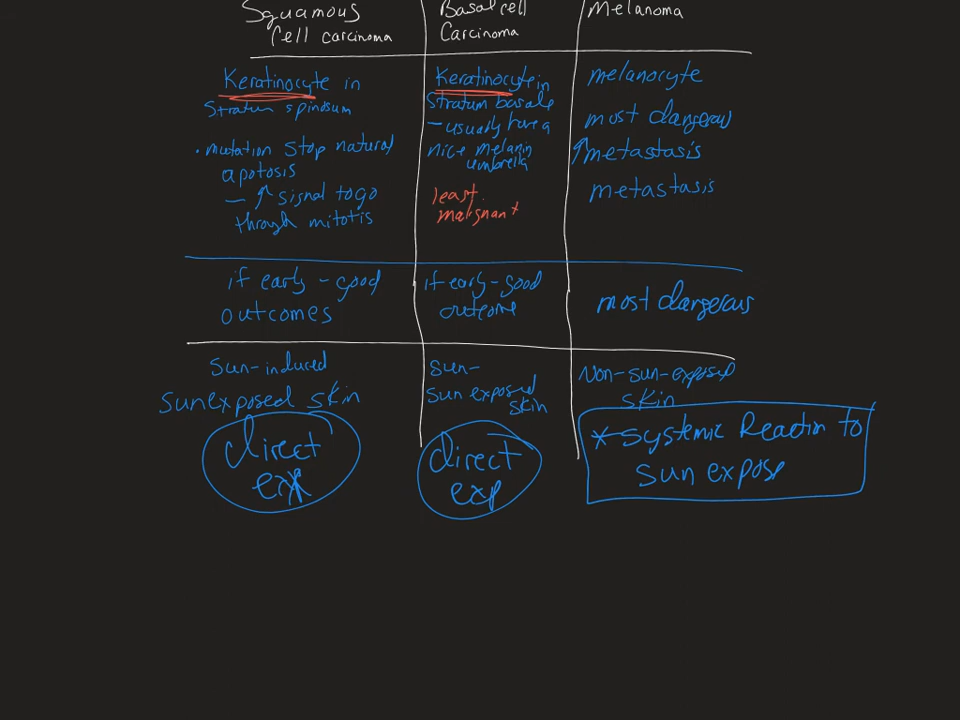 Squamous
Cell carcinoma
Keratinocyte in
Stratum spinosum
• mutation stop natural
apotosis
– ↑ signal to go
through mitotis
if early - good
outcomes
Sun-induced
sunexposed skin
direct
exp
Basal cell
Carcinoma
Keratinocyte in
Stratum basale
– usually have a
nice melanin
umbrella
least
malignant
if early - good
outcome
sun-
sun exposed
skin
direct
exp
Melanoma
melanocyte
most dangerous
↑ metastasis
metastasis
most dangerous
Non-sun-exposed
skin
* systemic Reaction to
sun expose